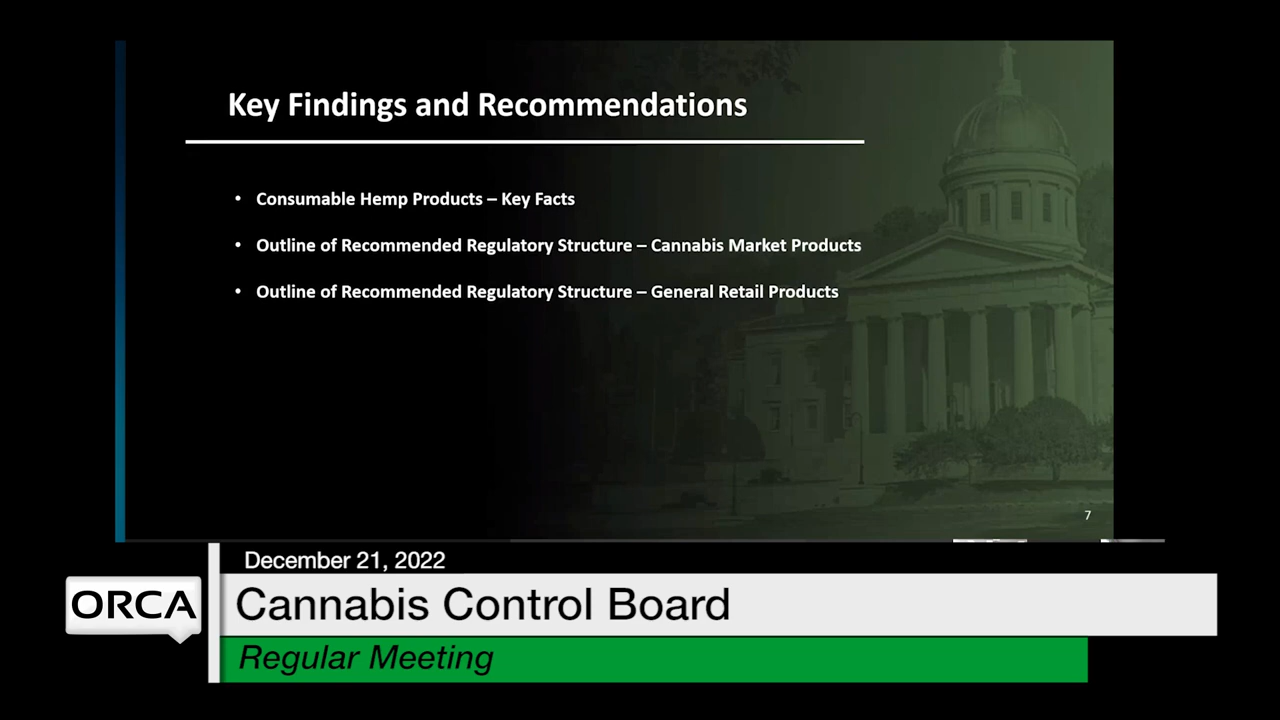 Key Findings and Recommendations
• Consumable Hemp Products – Key Facts
• Outline of Recommended Regulatory Structure – Cannabis Market Products
• Outline of Recommended Regulatory Structure – General Retail Products
7
December 21, 2022
ORCA
Cannabis Control Board
Regular Meeting